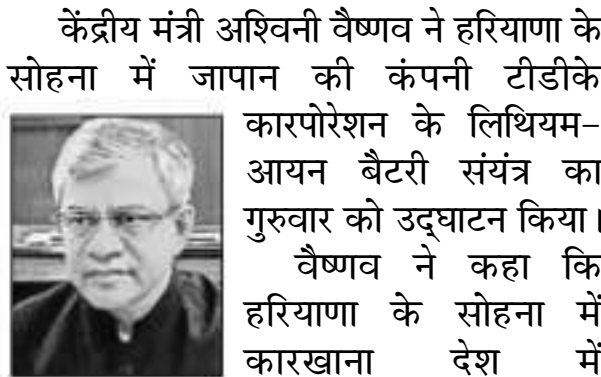 केंद्रीय मंत्री अश्विनी वैष्णव ने हरियाणा के
सोहना में जापान की कंपनी टीडीके
कारपोरेशन के लिथियम-
आयन बैटरी संयंत्र का
गुरुवार को उद्घाटन किया।
वैष्णव ने कहा कि
हरियाणा के सोहना में
कारखाना देश में